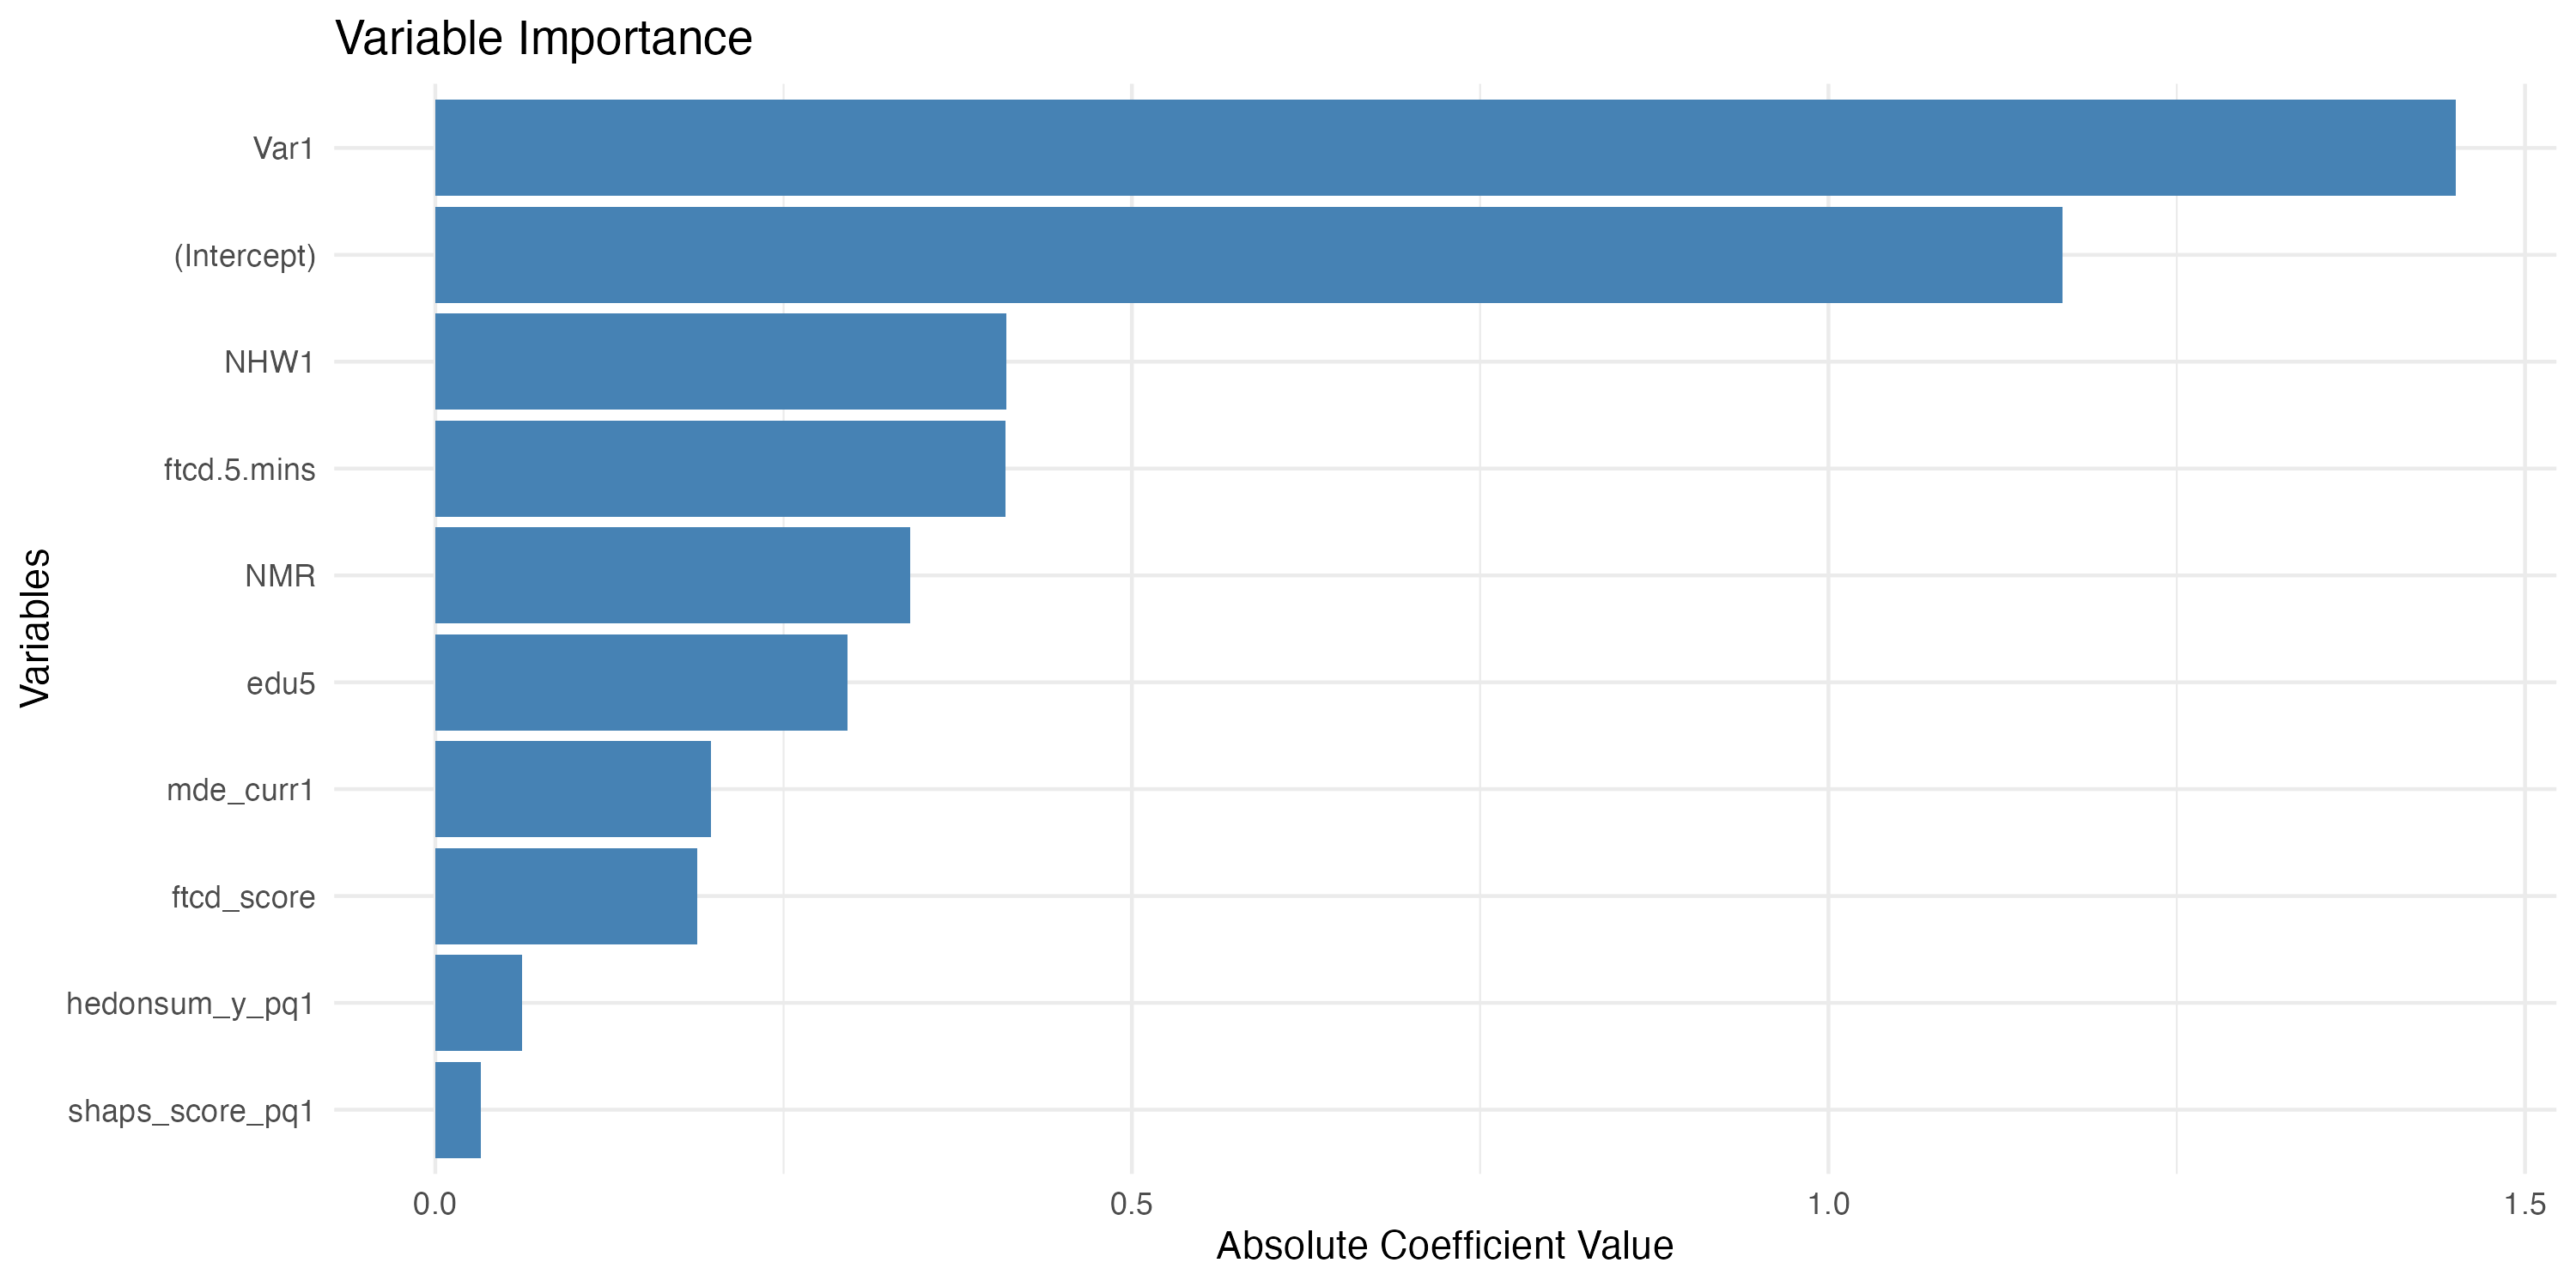 Variable Importance
Var1
(Intercept)
NHW1
ftcd.5.mins
NMR
edu5
mde_curr1
ftcd_score
hedonsum_y_pq1
shaps_score_pq1
Variables
0.0 0.5 1.0 1.5
Absolute Coefficient Value